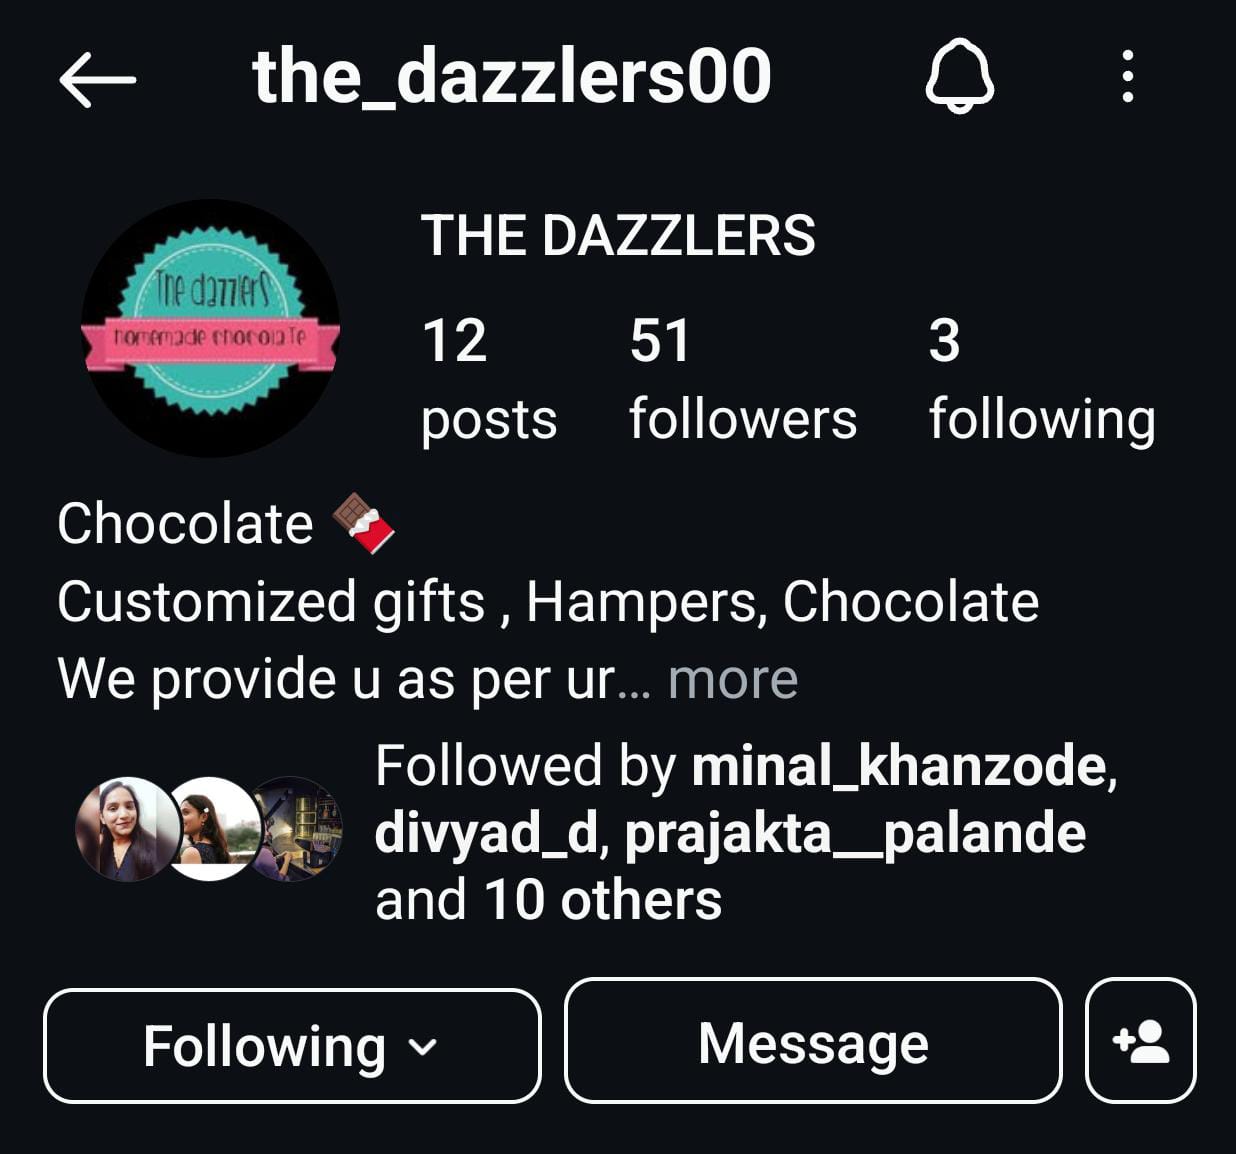 the_dazzlers00
The dazzlers
homemade chocolate
THE DAZZLERS
12 51 3
posts followers following
Chocolate 🍫
Customized gifts , Hampers, Chocolate
We provide u as per ur... more
Followed by minal_khanzode,
divyad_d, prajakta__palande
and 10 others
Following Message